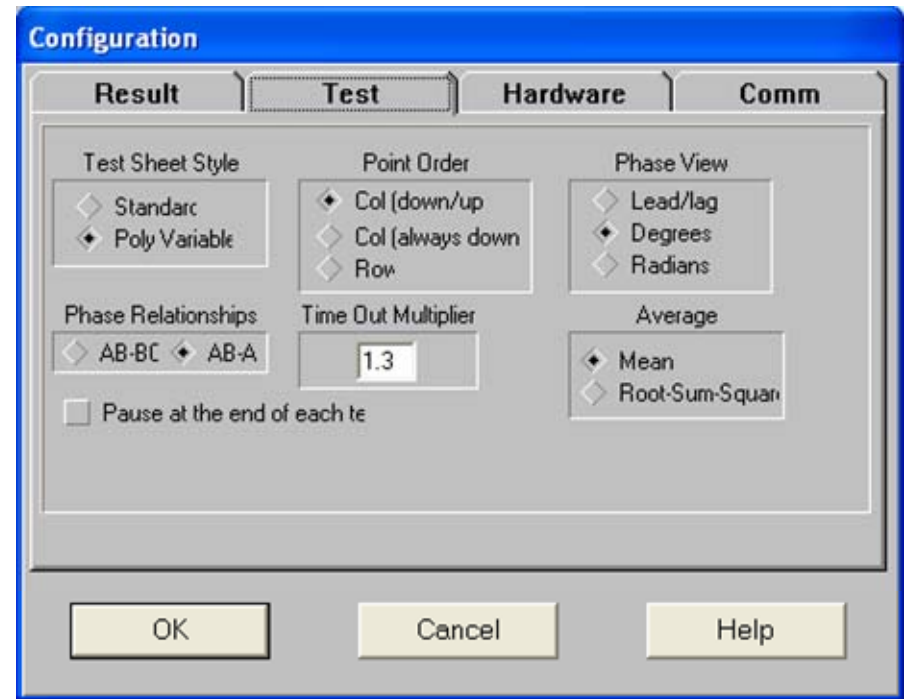 Configuration
Result Test Hardware Comm
Test Sheet Style
Standarc
Poly Variable
Point Order
Col (down/up
Col (always down
Row
Phase View
Lead/lag
Degrees
Radians
Phase Relationships
AB-BC AB-A
Time Out Multiplier
1.3
Average
Mean
Root-Sum-Squar
Pause at the end of each te
OK Cancel Help